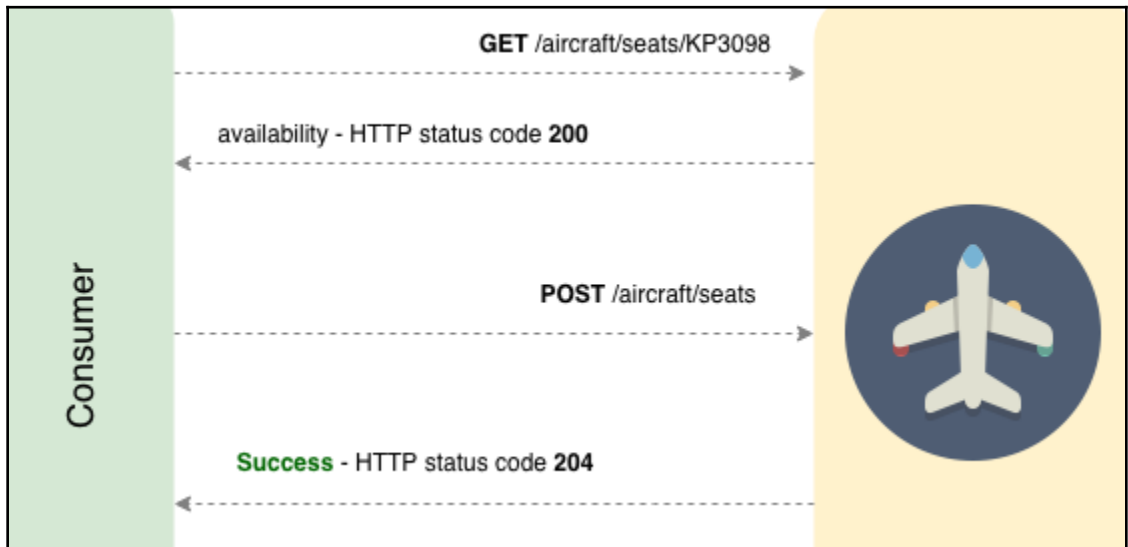 GET /aircraft/seats/KP3098
availability - HTTP status code 200
Consumer
POST /aircraft/seats
Success - HTTP status code 204